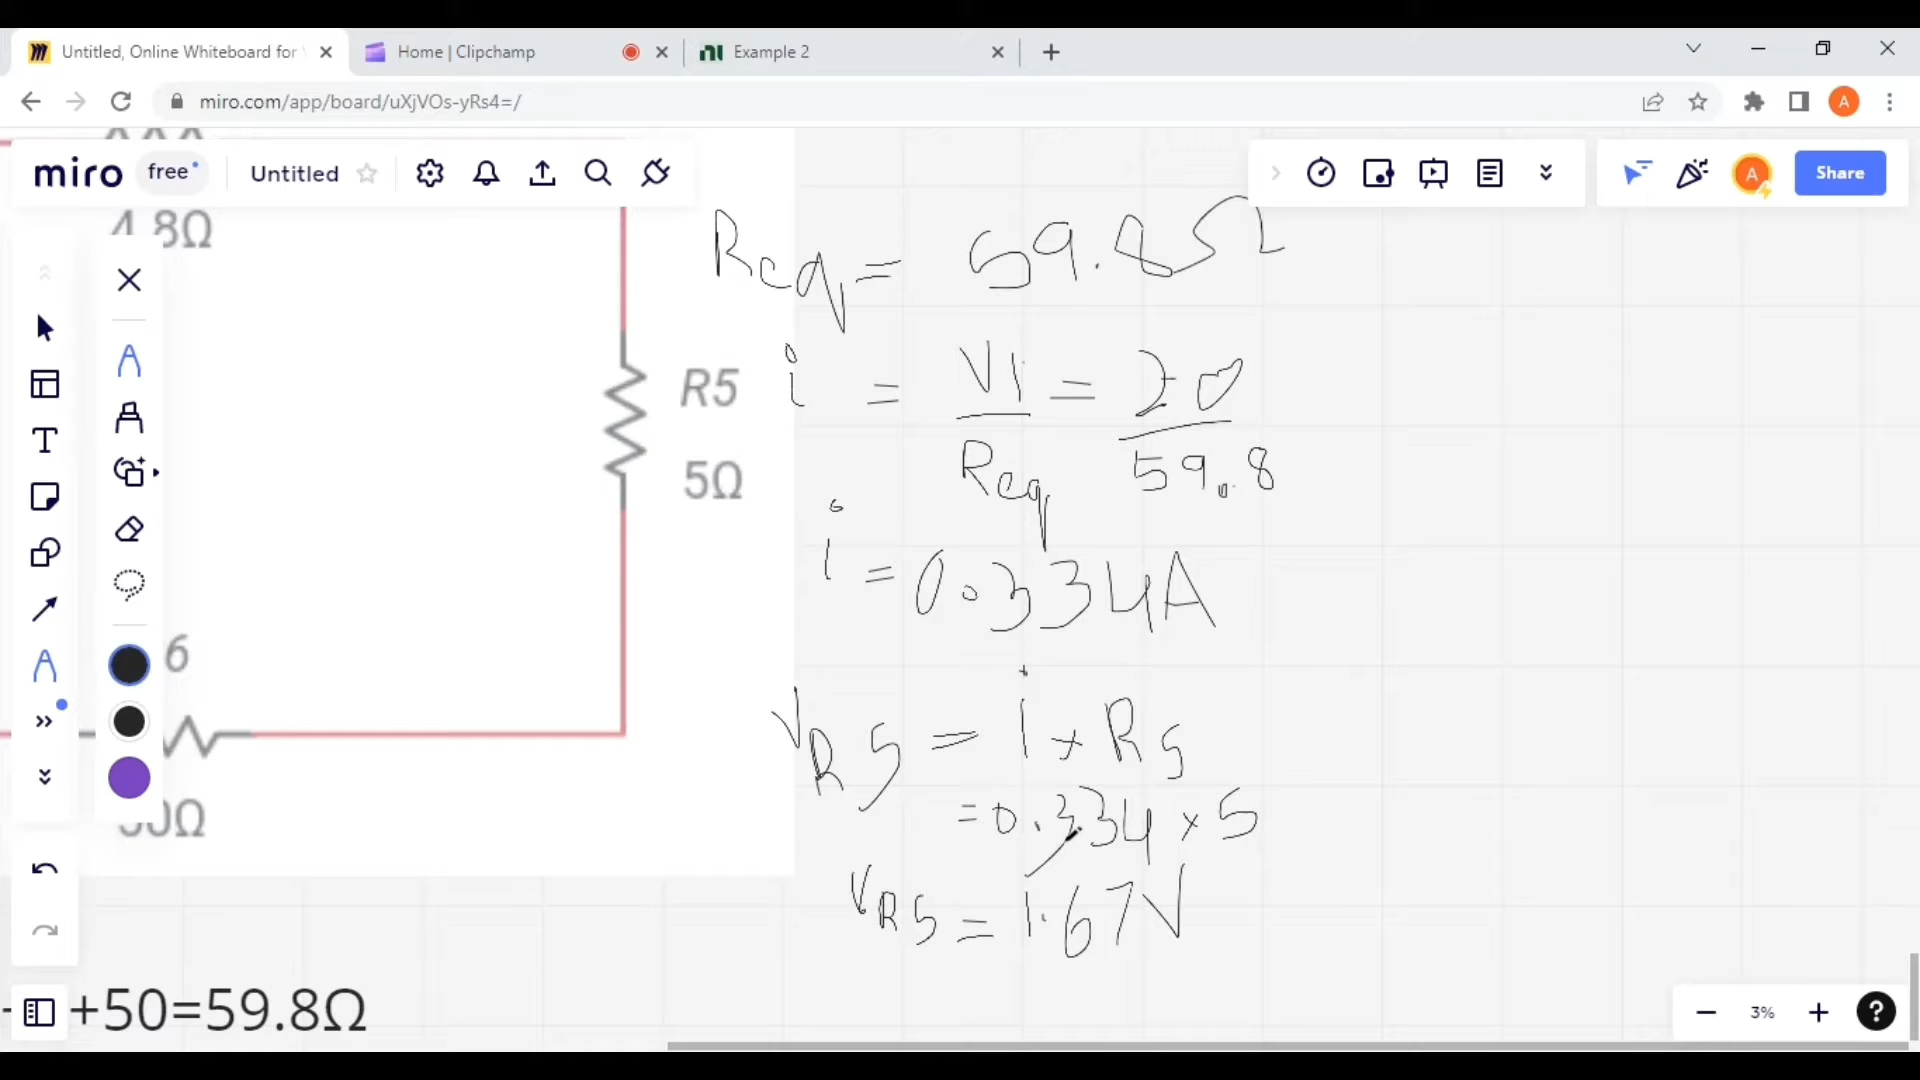 Untitled, Online Whiteboard for
Home | Clipchamp
Example 2
miro.com/app/board/uXjVOs-yRs4=/
A
miro
free
Untitled
A
Share
4.8Ω
Req = 59.8Ω
R5
5Ω
i = V1/Req = 20/59.8
i = 0.334A
6
VR5 = i × R5
= 0.334 × 5
VR5 = 1.67V
T
+50=59.8Ω
3%
?